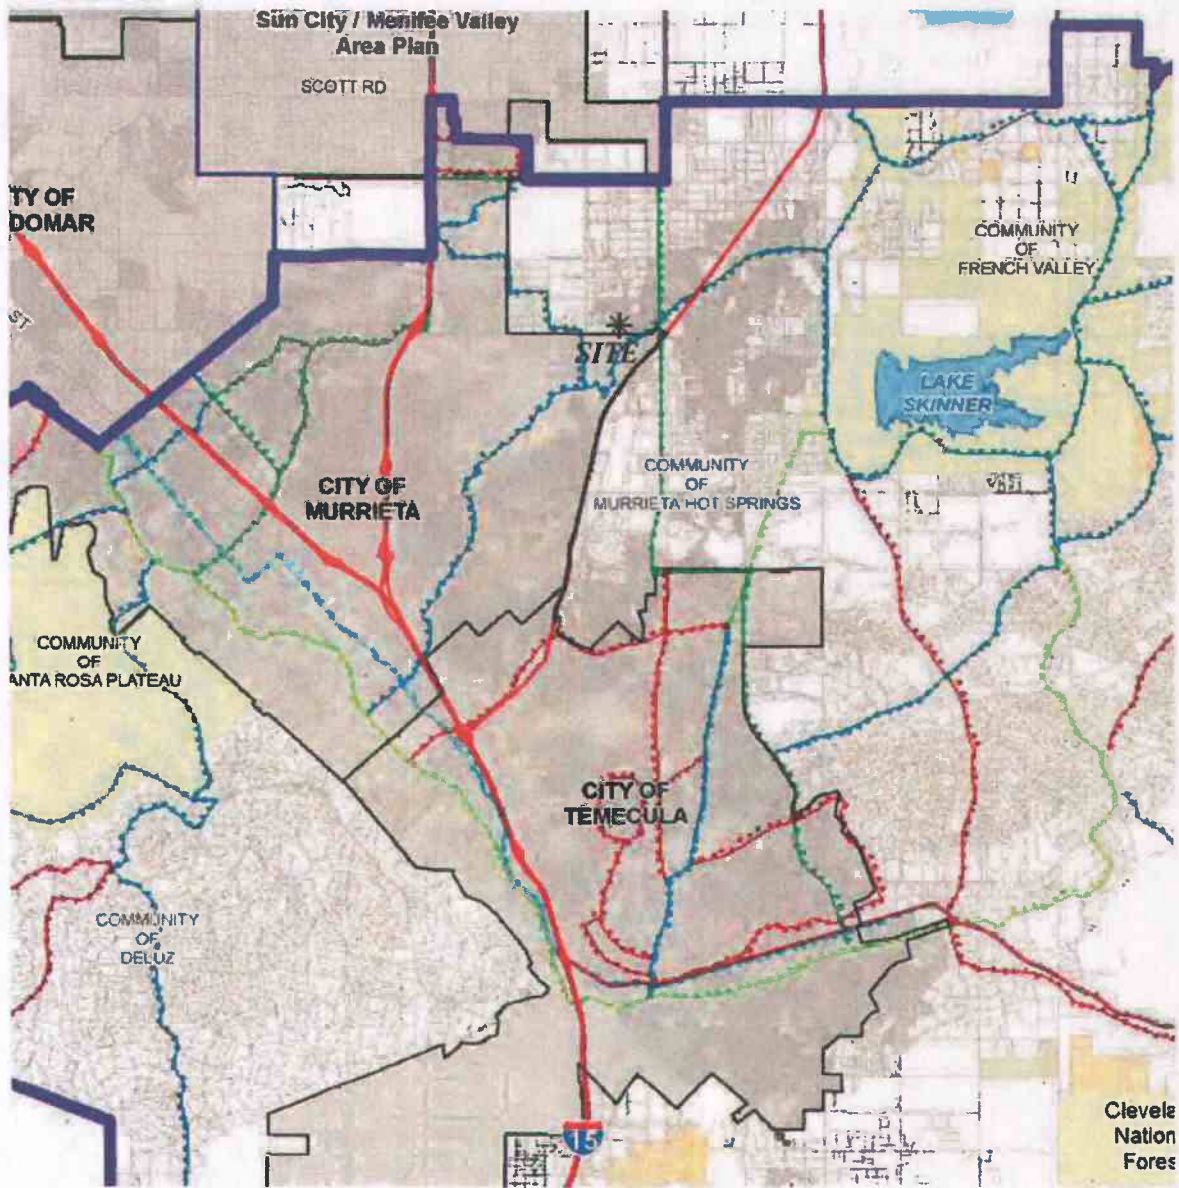 Sun City / Menifee Valley
Area Plan
SCOTT RD
TY OF
DOMAR
ST
COMMUNITY
OF
FRENCH VALLEY
SITE
LAKE
SKINNER
CITY OF
MURRIETA
COMMUNITY
OF
MURRIETA HOT SPRINGS
COMMUNITY
OF
ANTA ROSA PLATEAU
CITY OF
TEMECULA
COMMUNITY
OF
DELUZ
15
Clevela
Nation
Fores